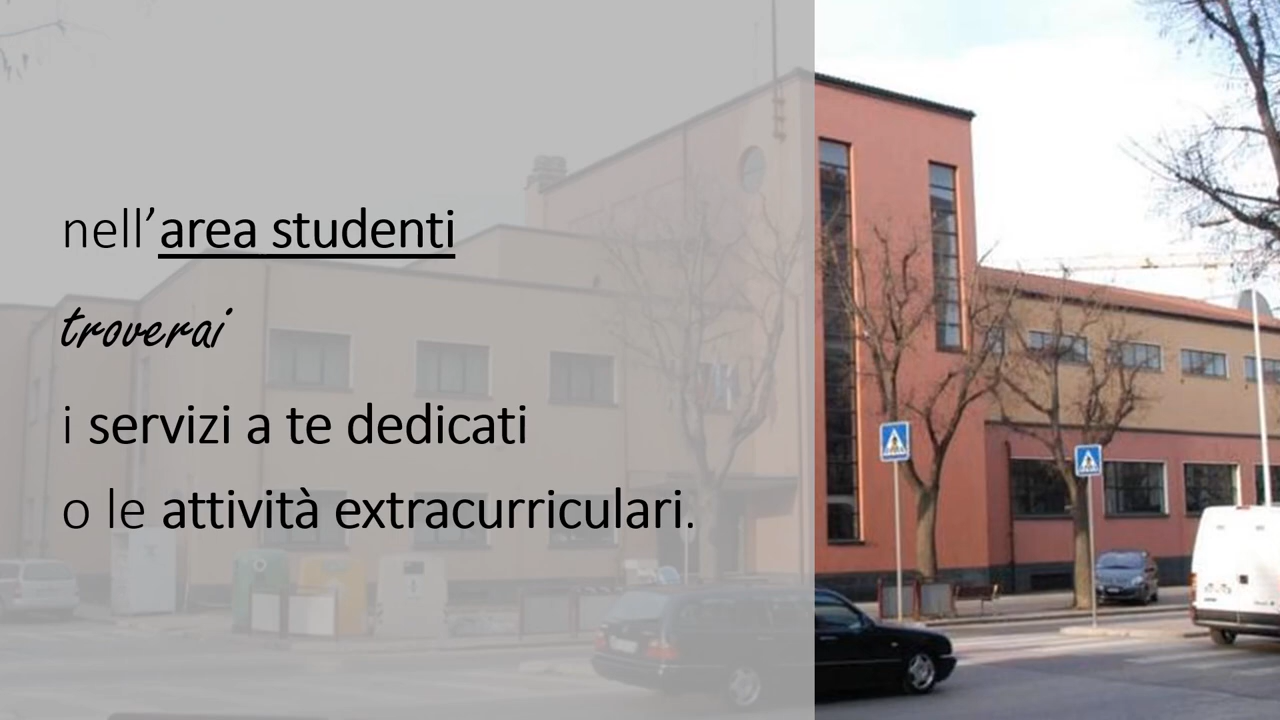 nell’area studenti
troverai
i servizi a te dedicati
o le attività extracurriculari.